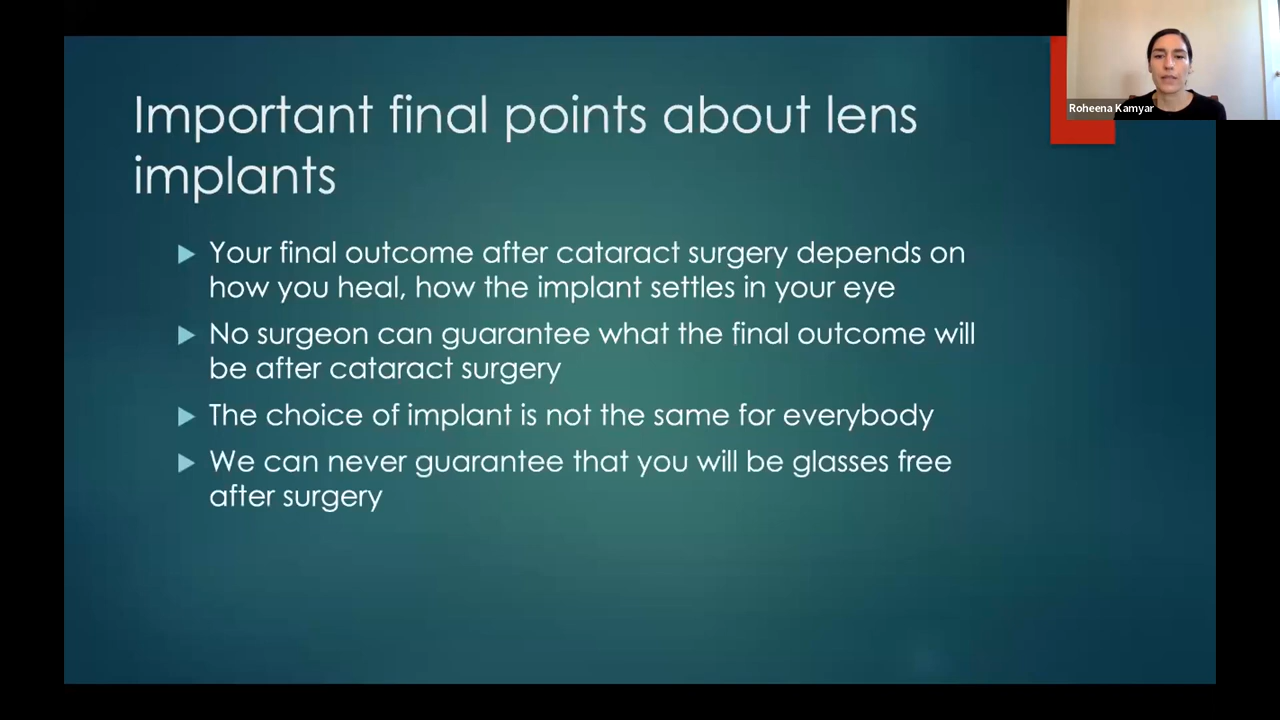 Important final points about lens
implants
Your final outcome after cataract surgery depends on
how you heal, how the implant settles in your eye
No surgeon can guarantee what the final outcome will
be after cataract surgery
The choice of implant is not the same for everybody
We can never guarantee that you will be glasses free
after surgery
Roheena Kamyar